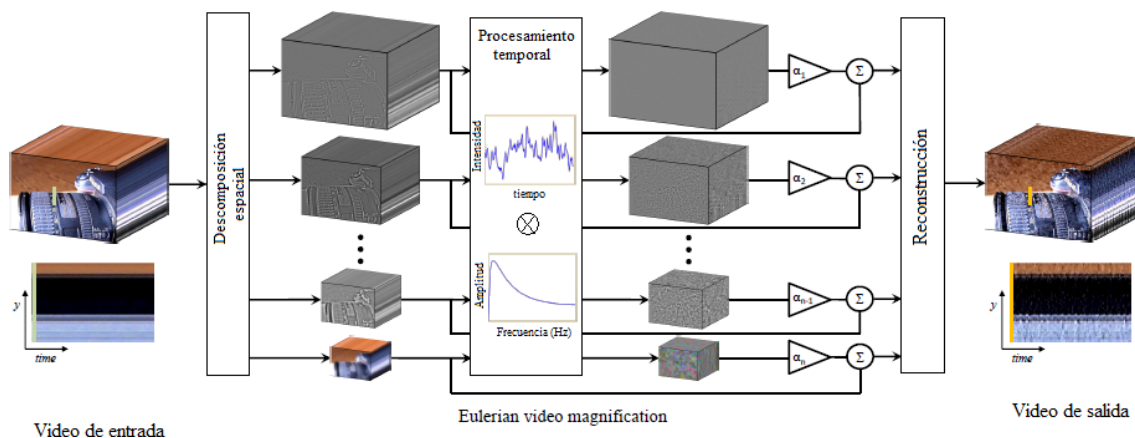 Procesamiento
temporal
Descomposición
espacial
Intensidad
tiempo
Amplitud
Frecuencia (Hz)
α1
Σ
α2
Σ
αn-1
Σ
αn
Σ
Reconstrucción
y
time
y
time
Eulerian video magnification
Video de entrada
Video de salida